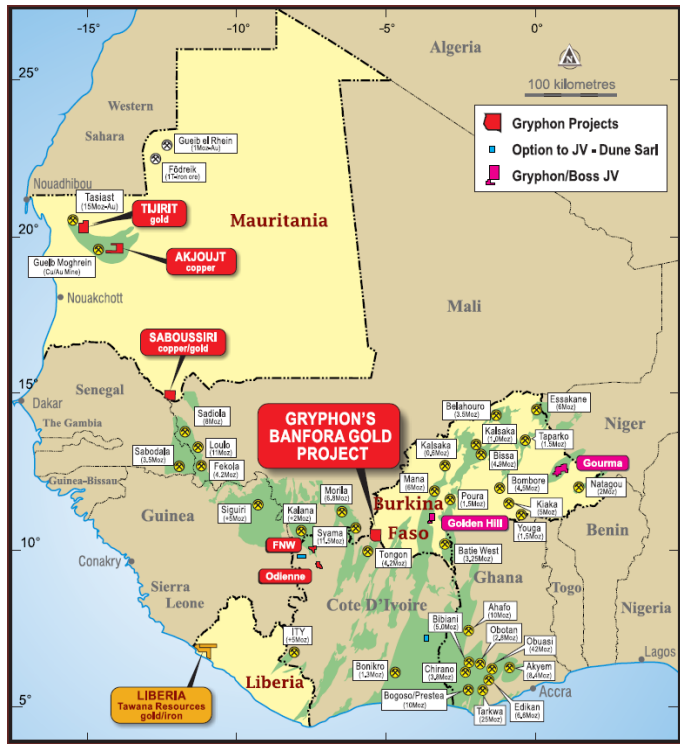 -15°
-10°
-5°
0°
25°
20°
15°
10°
5°
Algeria
N
100 kilometres
Gryphon Projects
Option to JV - Dune Sarl
Gryphon/Boss JV
Western
Sahara
Gueib el Rhein
(1Moz-Au)
Fôdreik
(1T-iron ore)
Nouadhibou
Tasiast
(15Moz-Au)
TIJIRIT
gold
Mauritania
AKJOUJT
copper
Gueib Moghrein
(Cu/Au Mine)
Nouakchott
Mali
SABOUSSIRI
copper/gold
Senegal
Dakar
The Gambia
Guinea-Bissau
Sadiola
(8Moz)
Loulo
(11Moz)
Sabodala
(3.5Moz)
Fekola
(4.2Moz)
GRYPHON'S
BANFORA GOLD
PROJECT
Belahouro
(3.5Moz)
Essakane
(6Moz)
Niger
Kalsaka
(1.0Moz)
Taparko
(1.5Moz)
Kalsaka
(0.8Moz)
Bissa
(4.9Moz)
Gourma
Mana
(6Moz)
Bombore
(4.5Moz)
Natagou
(2Moz)
Poura
(1.5Moz)
Kiaka
(5Moz)
Burkina
Faso
Golden Hill
Youga
(1.5Moz)
Benin
Guinea
Siguiri
(+5Moz)
Kalana
(+2Moz)
Morila
(6.8Moz)
Syama
(11.5Moz)
FNW
Odienne
Tongon
(4.2Moz)
Batie West
(3.25Moz)
Conakry
Sierra
Leone
Cote D'Ivoire
Ghana
Togo
Nigeria
Ahafo
(10Moz)
Bibiani
(5.0Moz)
Obotan
(2.8Moz)
Obuasi
(42Moz)
ITY
(+5Moz)
Bonikro
(1.3Moz)
Chirano
(3.8Moz)
Akyem
(8.4Moz)
Lagos
Liberia
LIBERIA
Tawana Resources
gold/iron
Bogoso/Prestea
(10Moz)
Tarkwa
(25Moz)
Edikan
(6.6Moz)
Accra